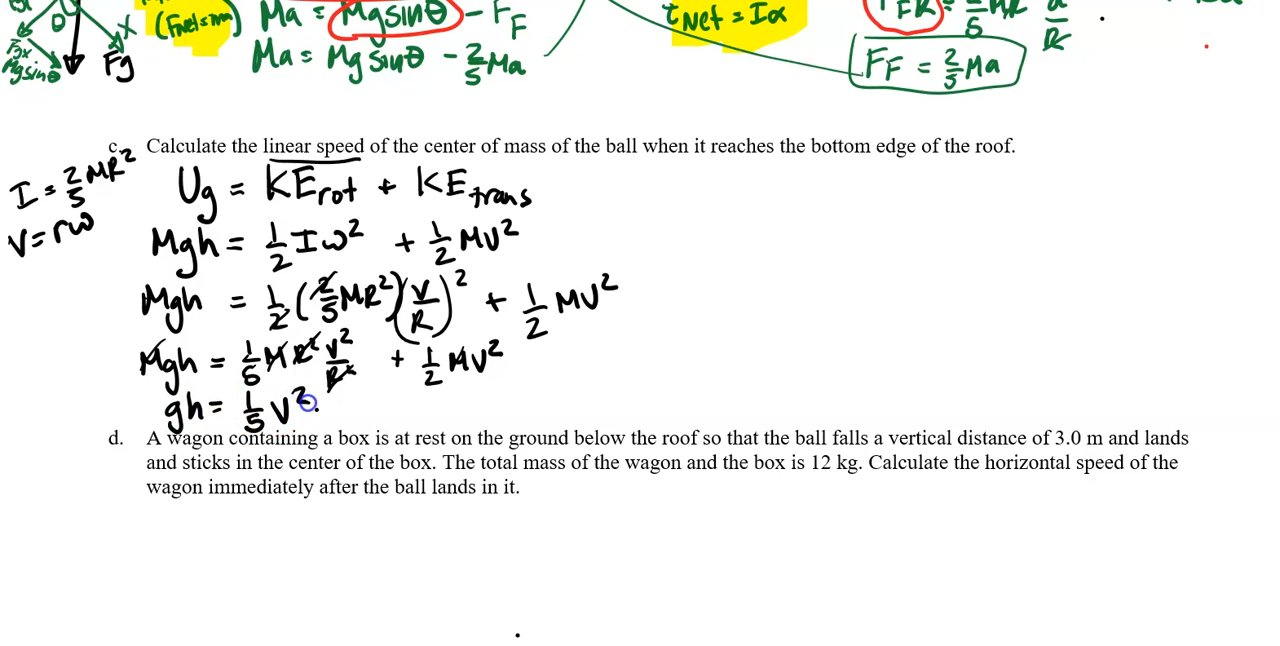 X (Fnet=ma) Ma = Mgsinθ - FF
Fgx
Mgsinθ Fg Ma = Mgsinθ - 2/5 Ma
τNet = Iα
FF = 2/5 Ma
c. Calculate the linear speed of the center of mass of the ball when it reaches the bottom edge of the roof.
I = 2/5 MR²
V = rω
Ug = KErot + KEtrans
Mgh = 1/2 Iω² + 1/2 MV²
Mgh = 1/2 (2/5 MR²)(V/R)² + 1/2 MV²
Mgh = 1/5 MR² V²/R² + 1/2 MV²
gh = 1/5 V²
d. A wagon containing a box is at rest on the ground below the roof so that the ball falls a vertical distance of 3.0 m and lands
and sticks in the center of the box. The total mass of the wagon and the box is 12 kg. Calculate the horizontal speed of the
wagon immediately after the ball lands in it.